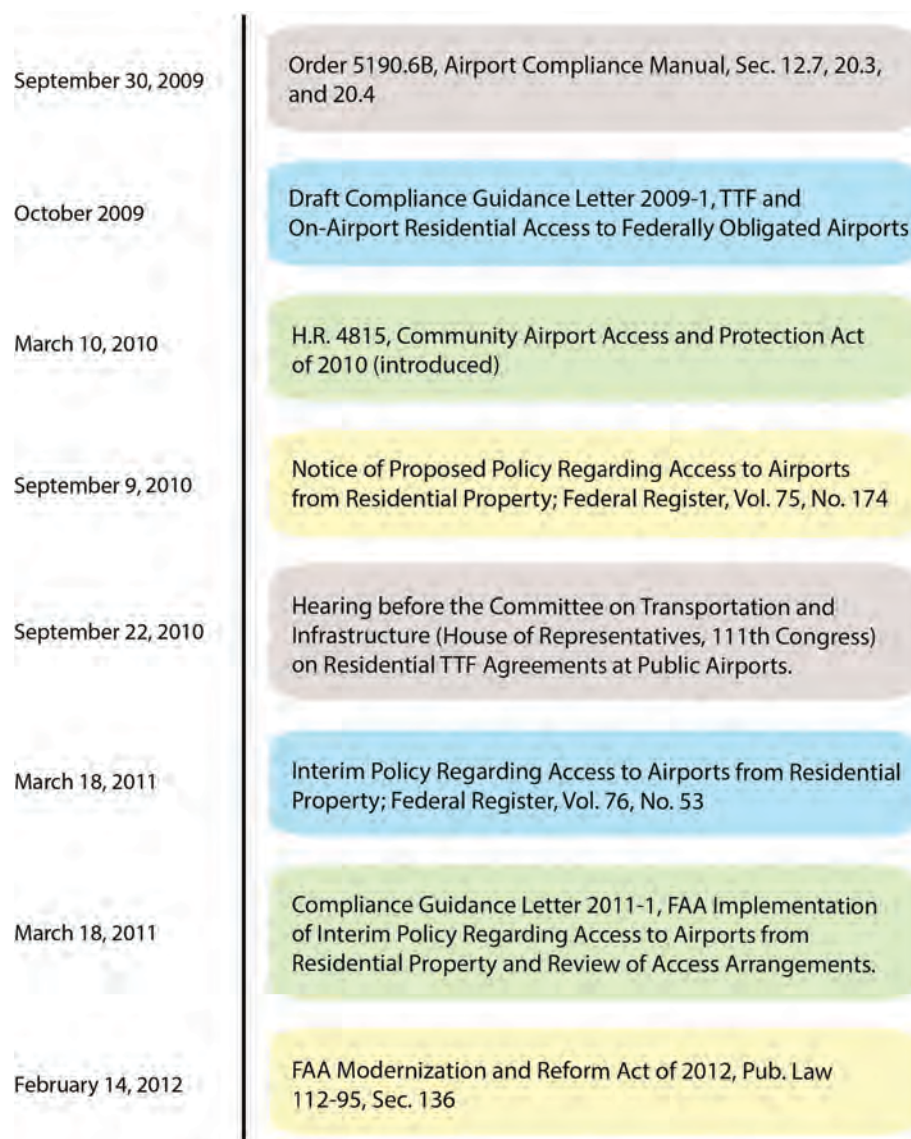 September 30, 2009
Order 5190.6B, Airport Compliance Manual, Sec. 12.7, 20.3,
and 20.4
October 2009
Draft Compliance Guidance Letter 2009-1, TTF and
On-Airport Residential Access to Federally Obligated Airports
March 10, 2010
H.R. 4815, Community Airport Access and Protection Act
of 2010 (introduced)
September 9, 2010
Notice of Proposed Policy Regarding Access to Airports
from Residential Property; Federal Register, Vol. 75, No. 174
September 22, 2010
Hearing before the Committee on Transportation and
Infrastructure (House of Representatives, 111th Congress)
on Residential TTF Agreements at Public Airports.
March 18, 2011
Interim Policy Regarding Access to Airports from Residential
Property; Federal Register, Vol. 76, No. 53
March 18, 2011
Compliance Guidance Letter 2011-1, FAA Implementation
of Interim Policy Regarding Access to Airports from
Residential Property and Review of Access Arrangements.
February 14, 2012
FAA Modernization and Reform Act of 2012, Pub. Law
112-95, Sec. 136